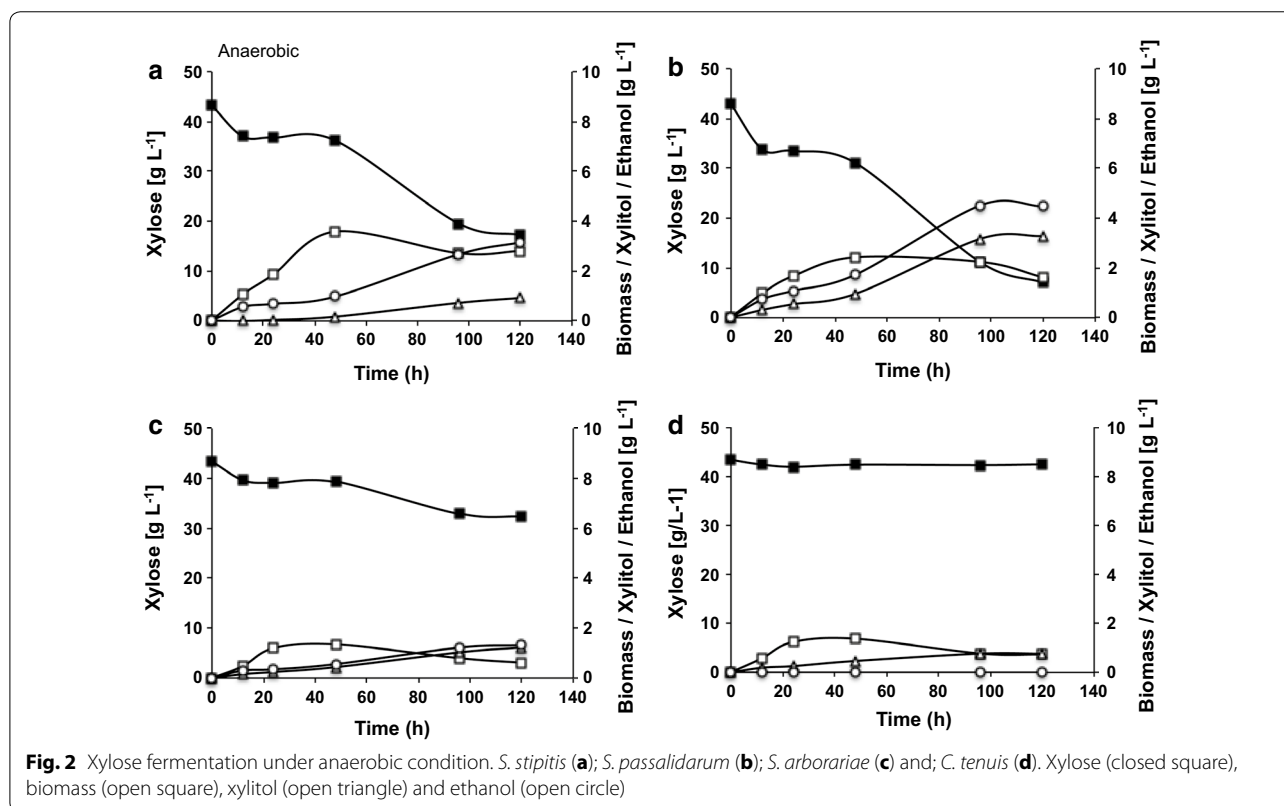 Anaerobic
a
50
40
30
20
10
0
10
8
6
4
2
0
0 20 40 60 80 100 120 140
Xylose [g L-1]
Biomass / Xylitol / Ethanol [g L-1]
Time (h)
b
50
40
30
20
10
0
10
8
6
4
2
0
0 20 40 60 80 100 120 140
Xylose [g L-1]
Biomass / Xylitol / Ethanol [g L-1]
Time (h)
c
50
40
30
20
10
0
10
8
6
4
2
0
0 20 40 60 80 100 120 140
Xylose [g L-1]
Biomass / Xylitol / Ethanol [g L-1]
Time (h)
d
50
40
30
20
10
0
10
8
6
4
2
0
0 20 40 60 80 100 120 140
Xylose [g/L-1]
Biomass / Xylitol / Ethanol [g L-1]
Time (h)
Fig. 2 Xylose fermentation under anaerobic condition. S. stipitis (a); S. passalidarum (b); S. arborariae (c) and; C. tenuis (d). Xylose (closed square),
biomass (open square), xylitol (open triangle) and ethanol (open circle)